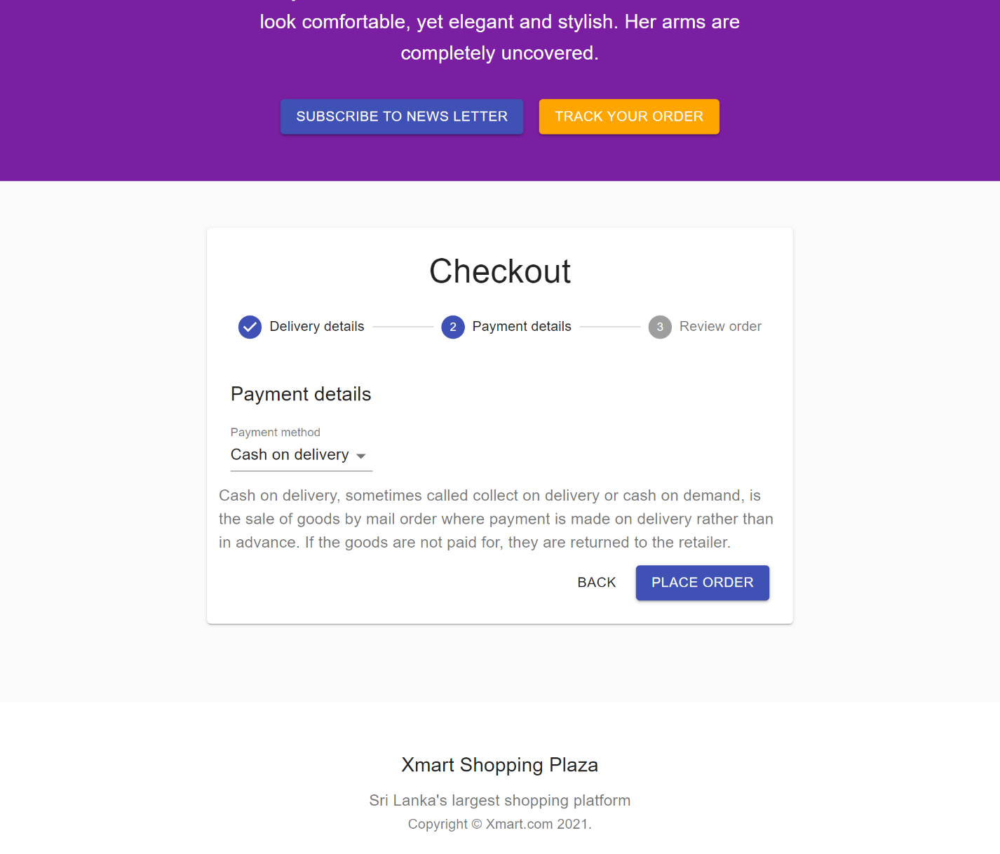 look comfortable, yet elegant and stylish. Her arms are
completely uncovered.
SUBSCRIBE TO NEWS LETTER
TRACK YOUR ORDER
Checkout
Delivery details
2 Payment details
3 Review order
Payment details
Payment method
Cash on delivery
Cash on delivery, sometimes called collect on delivery or cash on demand, is
the sale of goods by mail order where payment is made on delivery rather than
in advance. If the goods are not paid for, they are returned to the retailer.
BACK
PLACE ORDER
Xmart Shopping Plaza
Sri Lanka's largest shopping platform
Copyright © Xmart.com 2021.